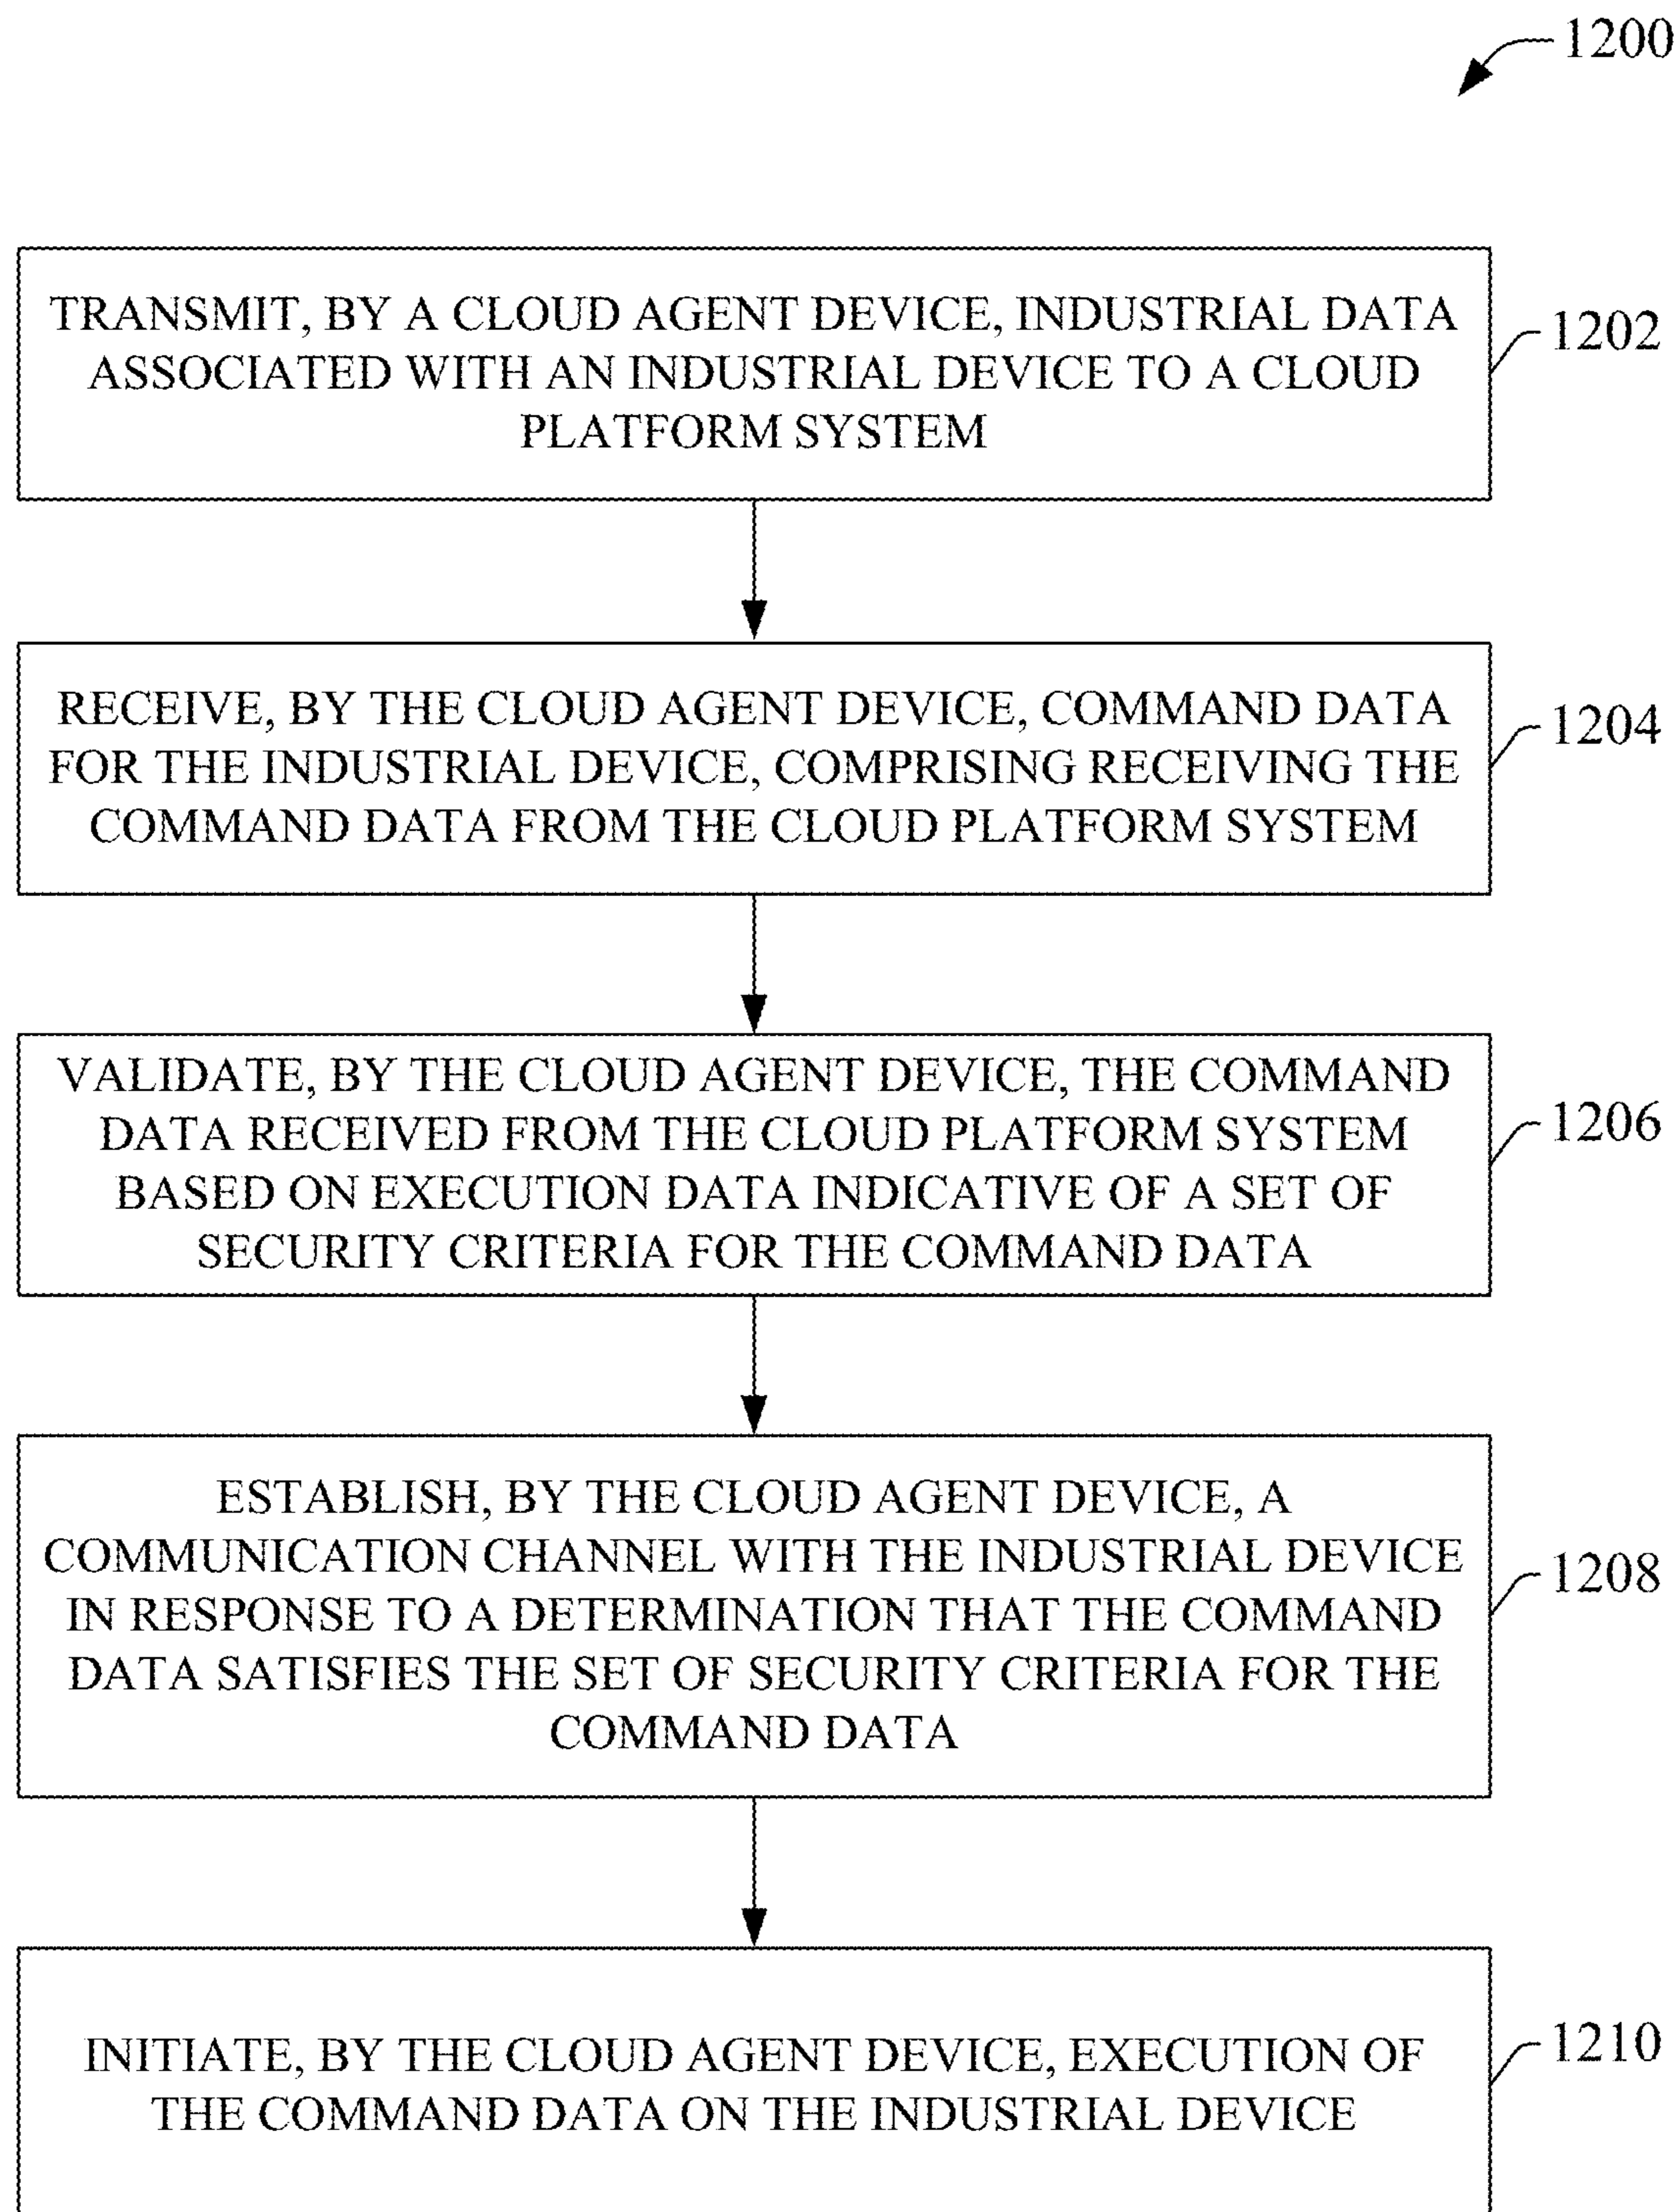 1200
TRANSMIT, BY A CLOUD AGENT DEVICE, INDUSTRIAL DATA
ASSOCIATED WITH AN INDUSTRIAL DEVICE TO A CLOUD
PLATFORM SYSTEM
1202
RECEIVE, BY THE CLOUD AGENT DEVICE, COMMAND DATA
FOR THE INDUSTRIAL DEVICE, COMPRISING RECEIVING THE
COMMAND DATA FROM THE CLOUD PLATFORM SYSTEM
1204
VALIDATE, BY THE CLOUD AGENT DEVICE, THE COMMAND
DATA RECEIVED FROM THE CLOUD PLATFORM SYSTEM
BASED ON EXECUTION DATA INDICATIVE OF A SET OF
SECURITY CRITERIA FOR THE COMMAND DATA
1206
ESTABLISH, BY THE CLOUD AGENT DEVICE, A
COMMUNICATION CHANNEL WITH THE INDUSTRIAL DEVICE
IN RESPONSE TO A DETERMINATION THAT THE COMMAND
DATA SATISFIES THE SET OF SECURITY CRITERIA FOR THE
COMMAND DATA
1208
INITIATE, BY THE CLOUD AGENT DEVICE, EXECUTION OF
THE COMMAND DATA ON THE INDUSTRIAL DEVICE
1210